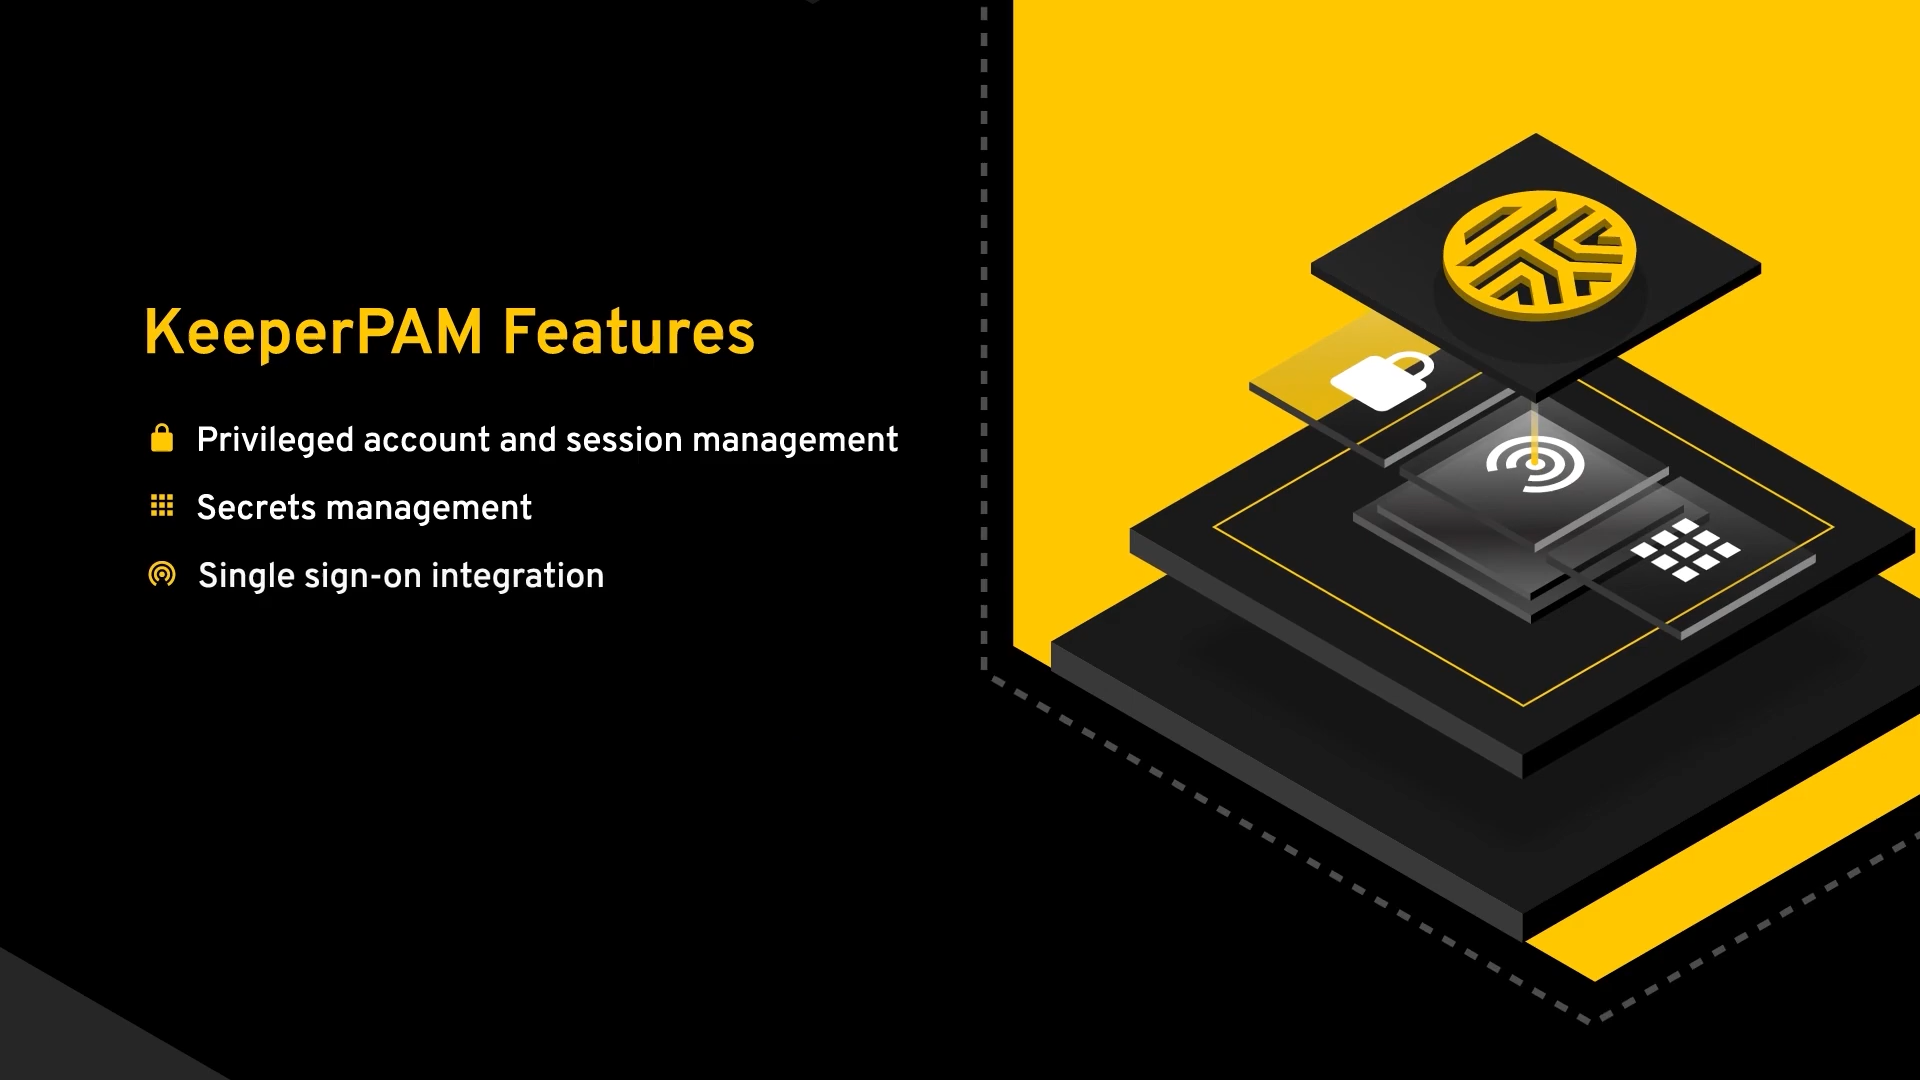 KeeperPAM Features
Privileged account and session management
Secrets management
Single sign-on integration